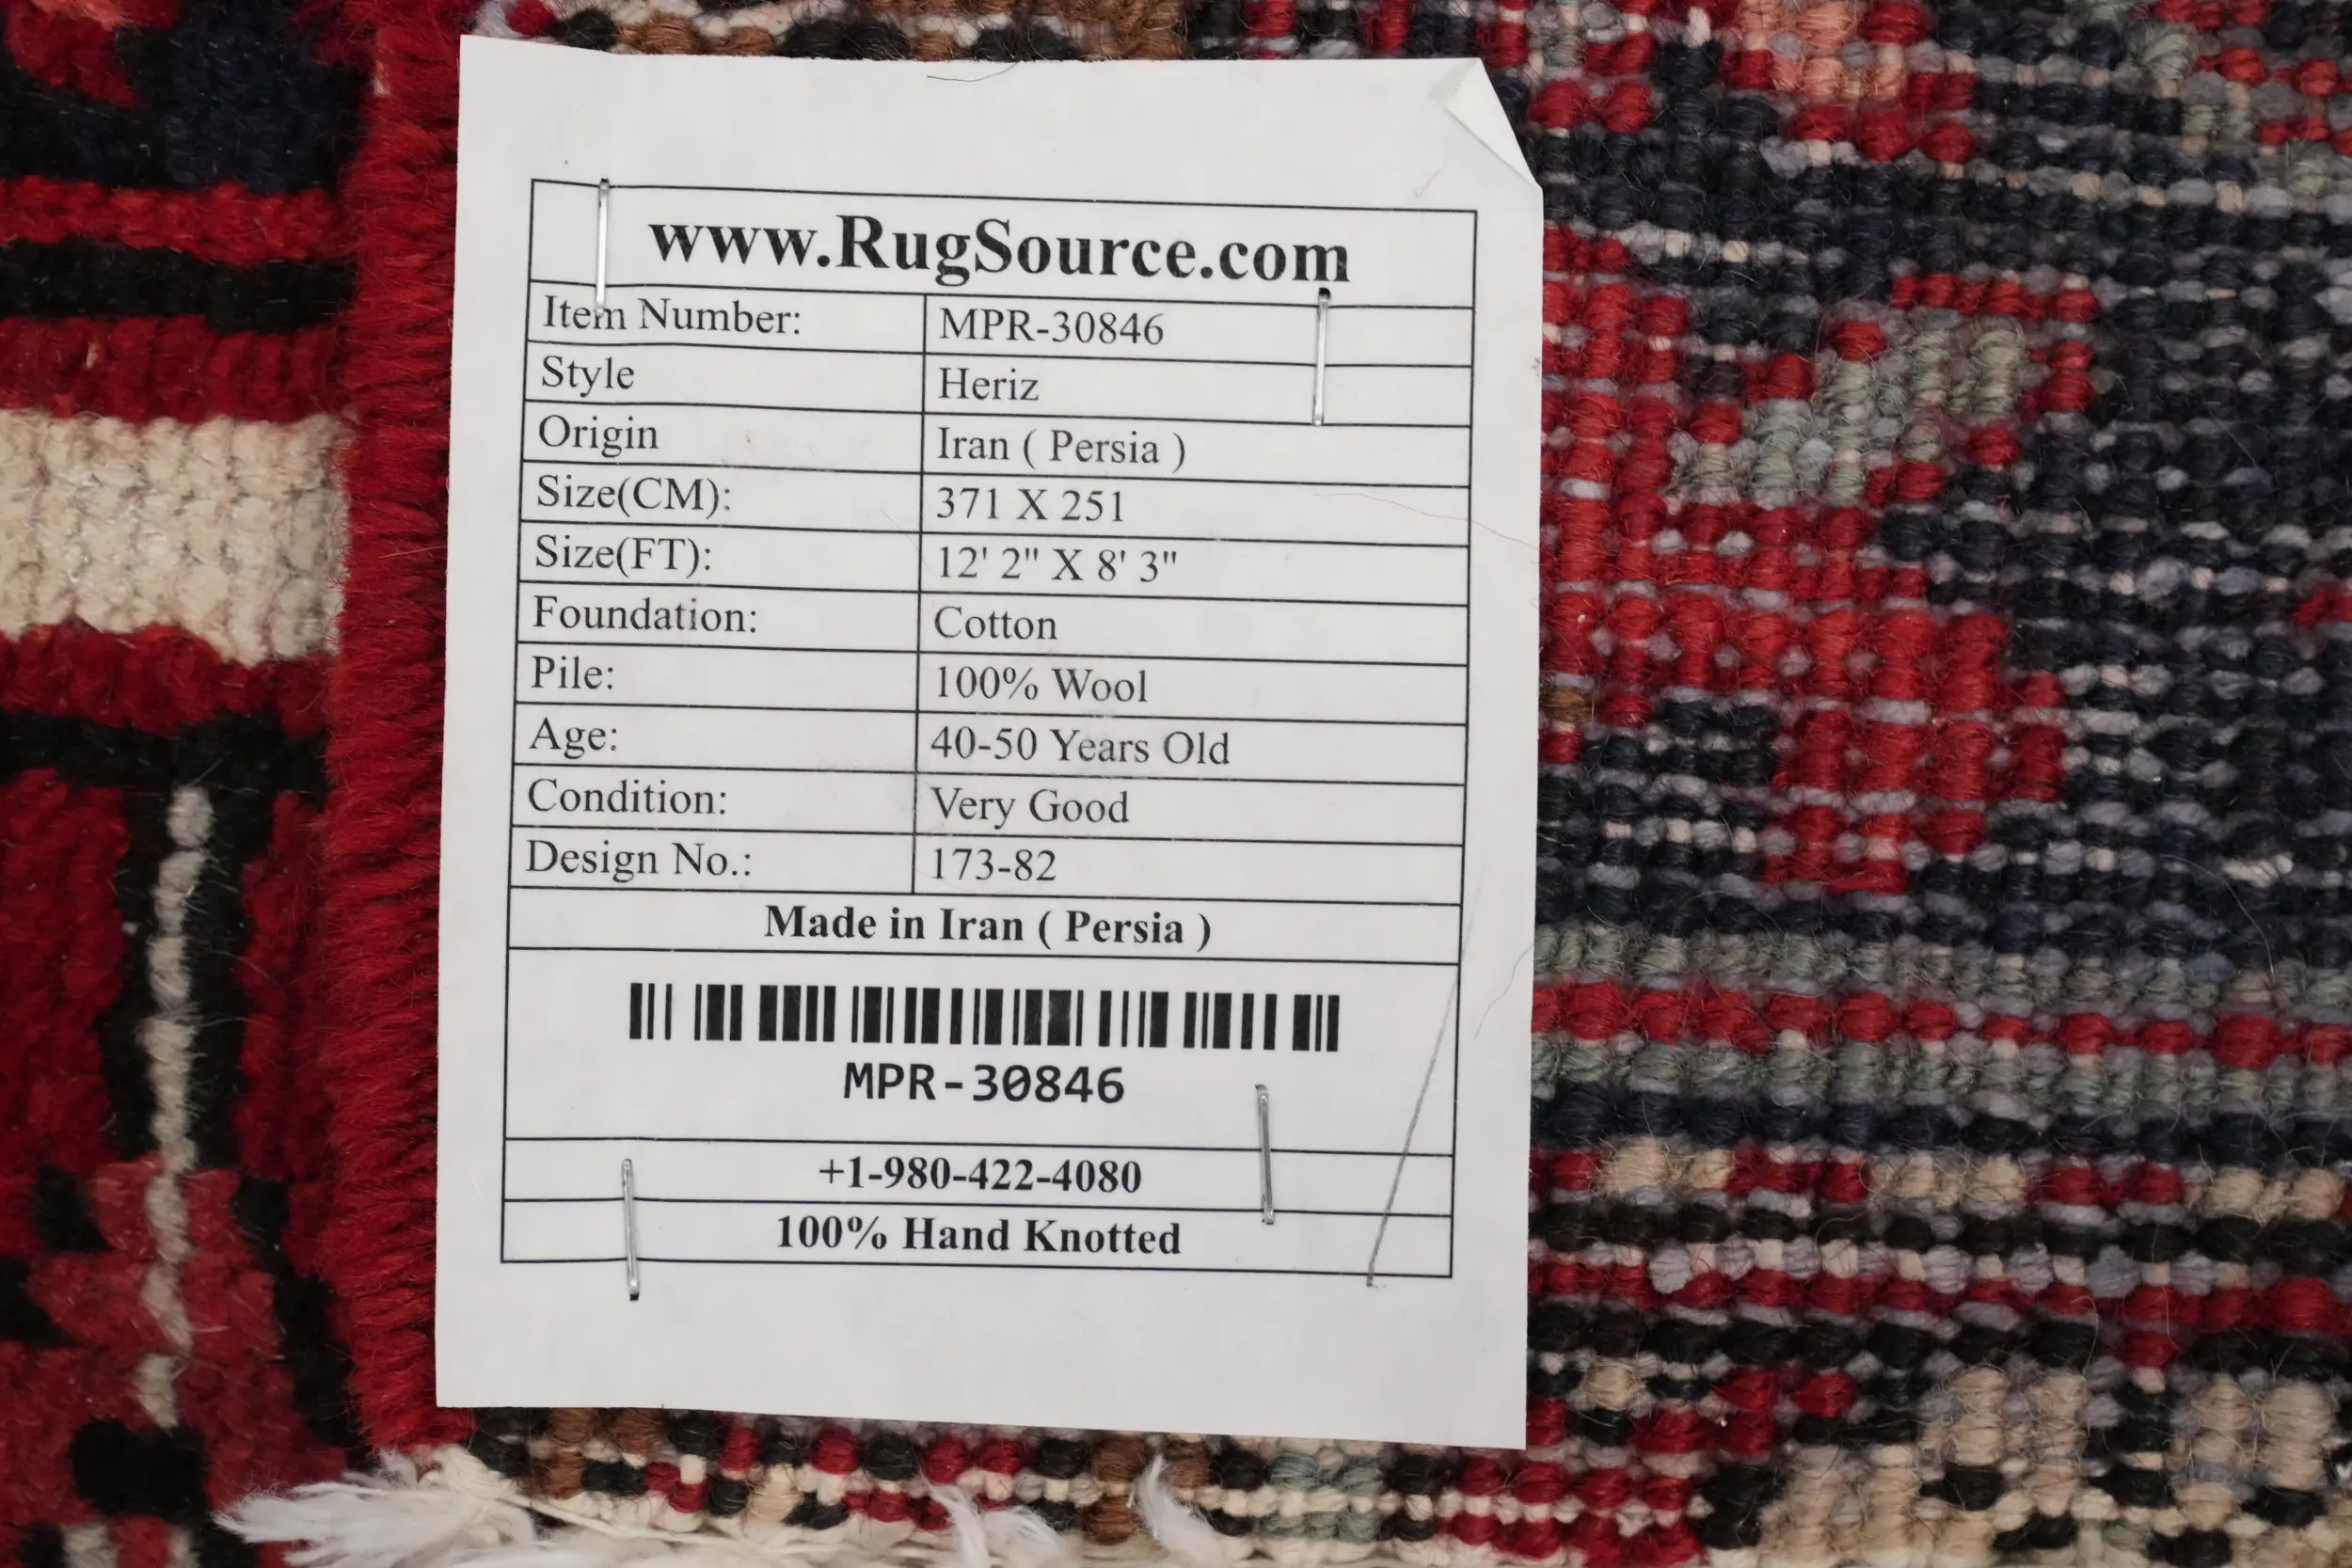 www.RugSource.com
Item Number: MPR-30846
Style Heriz
Origin Iran ( Persia )
Size(CM): 371 X 251
Size(FT): 12' 2" X 8' 3"
Foundation: Cotton
Pile: 100% Wool
Age: 40-50 Years Old
Condition: Very Good
Design No.: 173-82
Made in Iran ( Persia )
MPR-30846
+1-980-422-4080
100% Hand Knotted